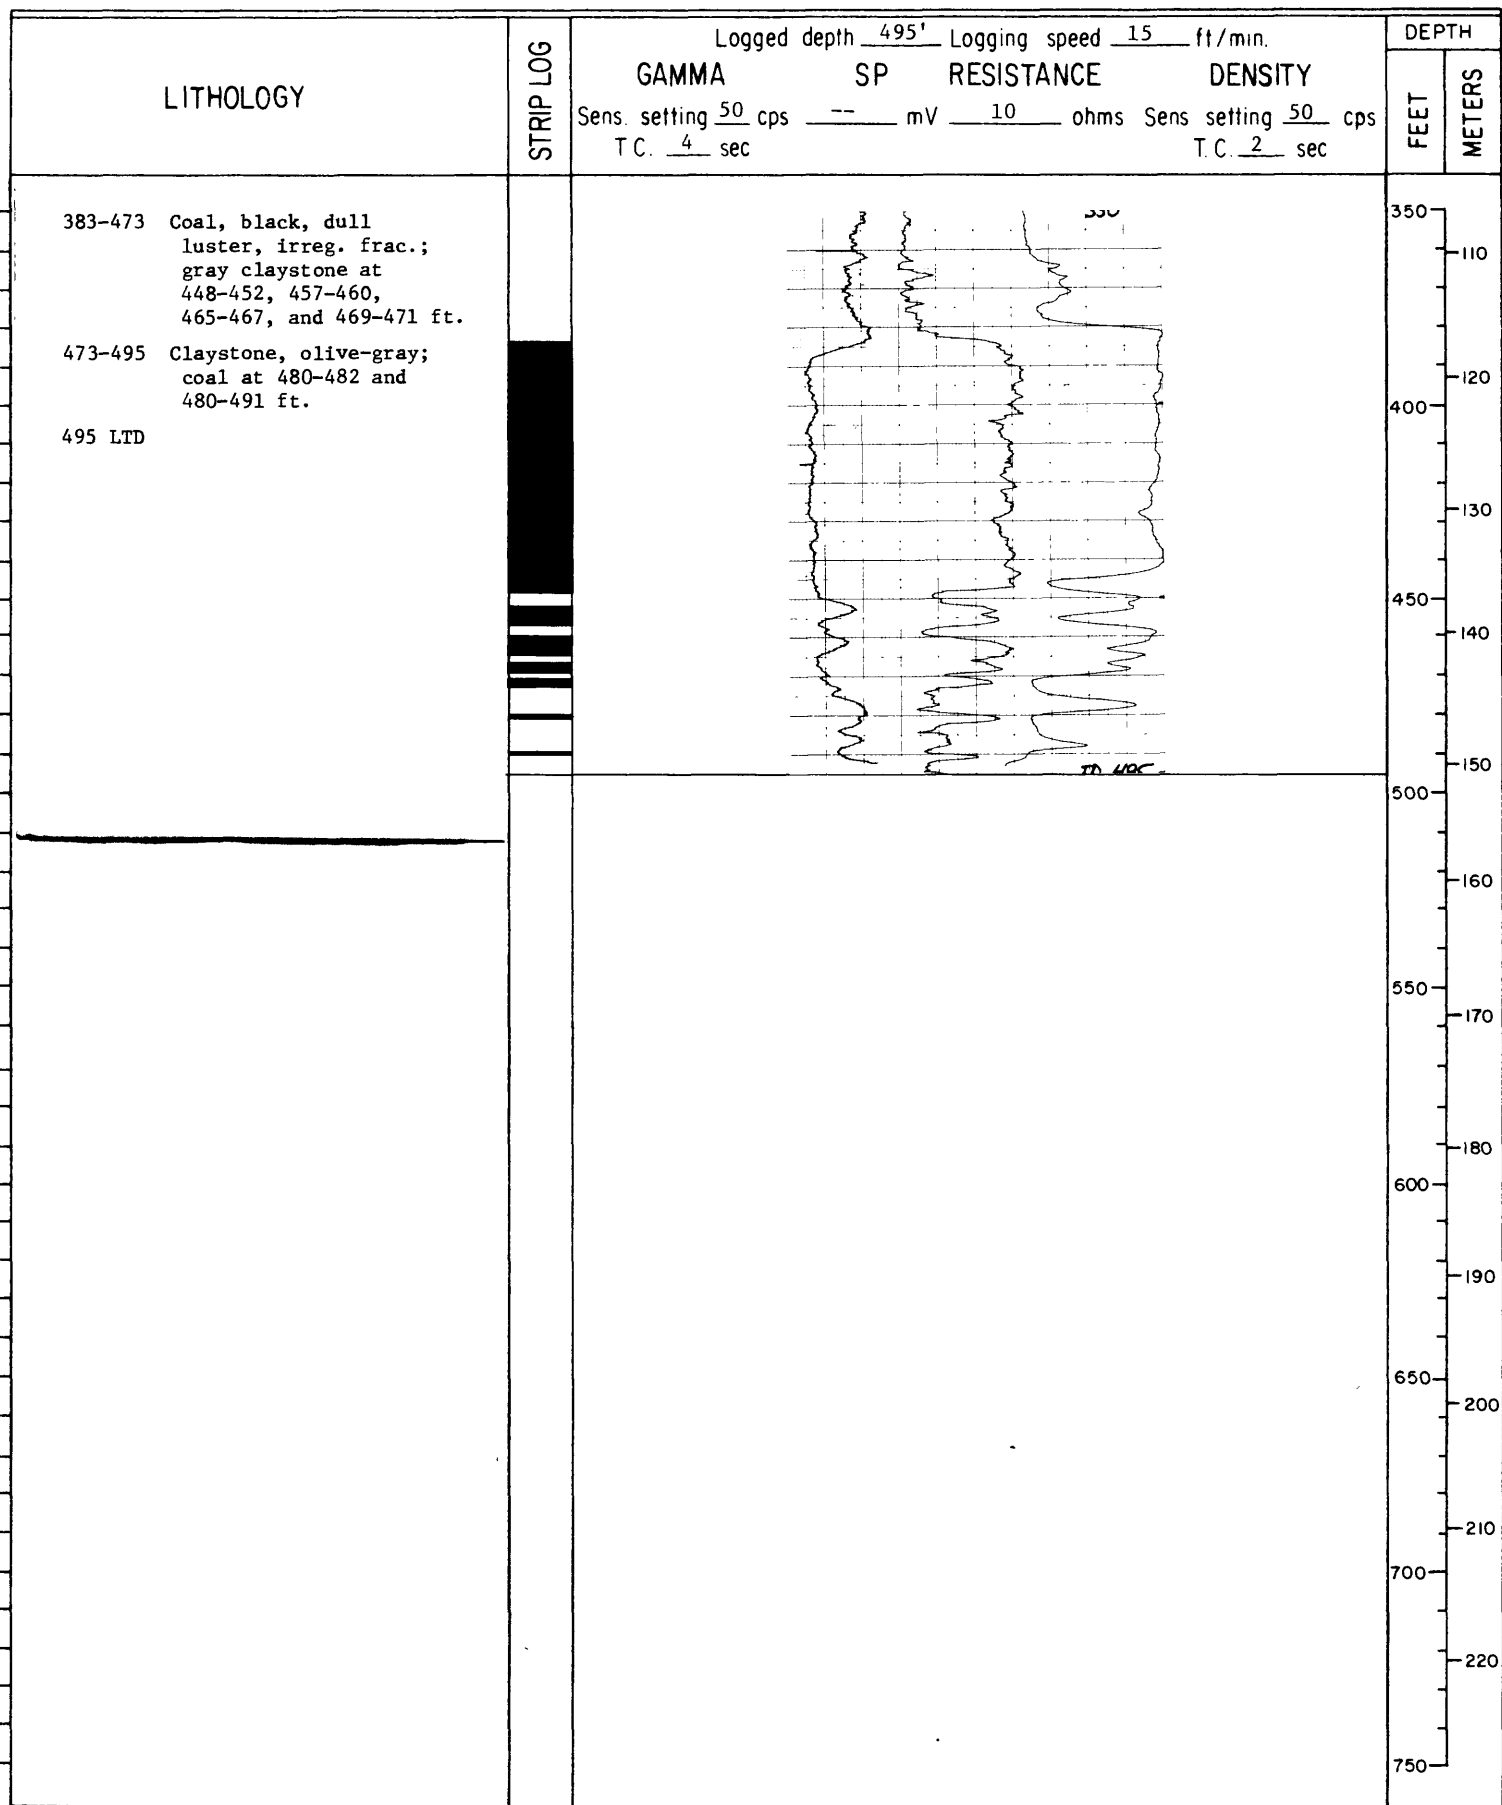 LITHOLOGY
STRIP LOG
Logged depth 495' Logging speed 15 ft/min.
GAMMA SP RESISTANCE DENSITY
Sens. setting 50 cps -- mV 10 ohms Sens setting 50 cps
T C. 4 sec T. C. 2 sec
DEPTH
FEET
METERS
383-473 Coal, black, dull
luster, irreg. frac.;
gray claystone at
448-452, 457-460,
465-467, and 469-471 ft.
473-495 Claystone, olive-gray;
coal at 480-482 and
480-491 ft.
495 LTD
350
110
120
400
130
450
140
150
500
160
550
170
180
600
190
650
200
210
700
220
750